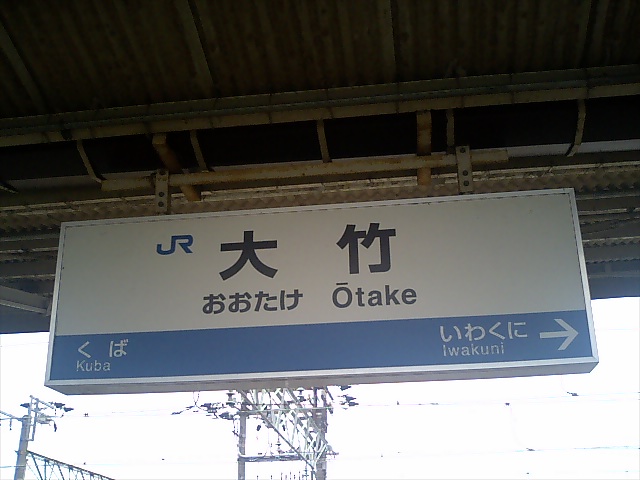 JR 大竹
おおたけ Ōtake
くば いわくに →
Kuba Iwakuni